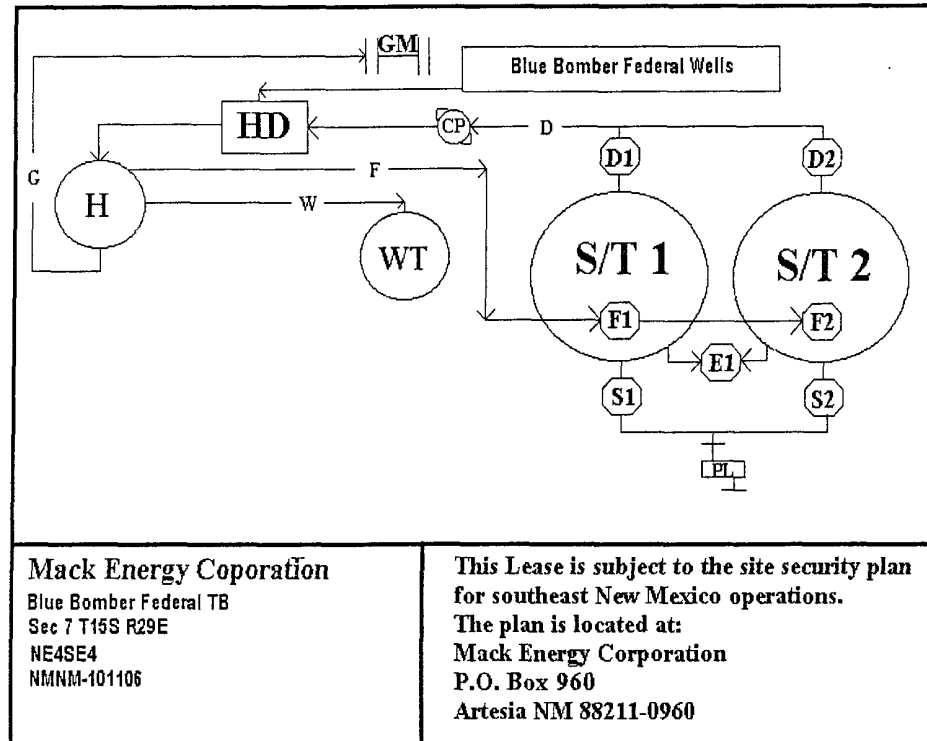 GM
Blue Bomber Federal Wells
HD
CP
D
D1
D2
G
F
H
W
WT
S/T 1
S/T 2
F1
F2
E1
S1
S2
PL
Mack Energy Coporation
Blue Bomber Federal TB
Sec 7 T15S R29E
NE4SE4
NMNM-101106
This Lease is subject to the site security plan
for southeast New Mexico operations.
The plan is located at:
Mack Energy Corporation
P.O. Box 960
Artesia NM 88211-0960